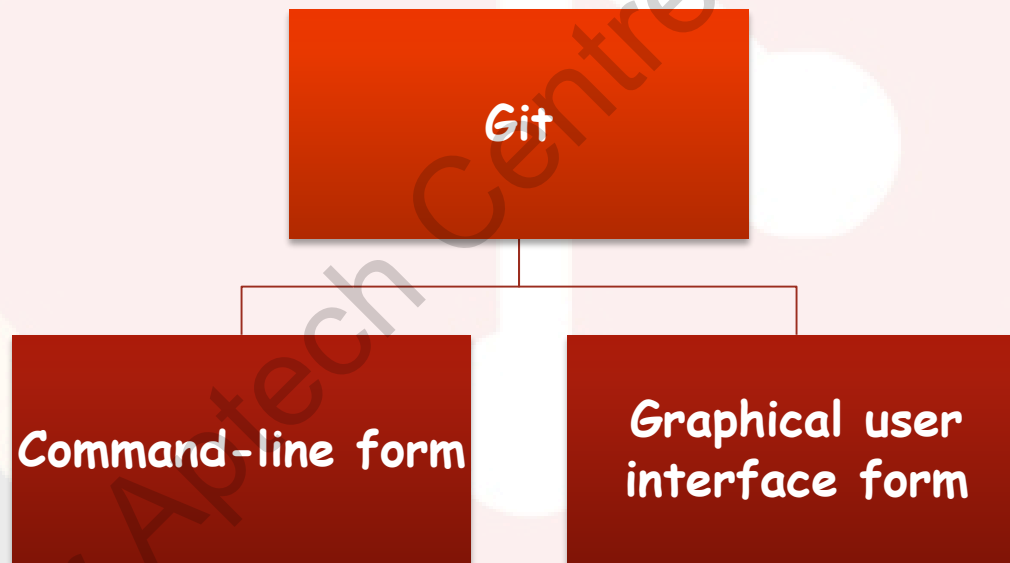 Git
Command-line form
Graphical user
interface form
Aptech Centre